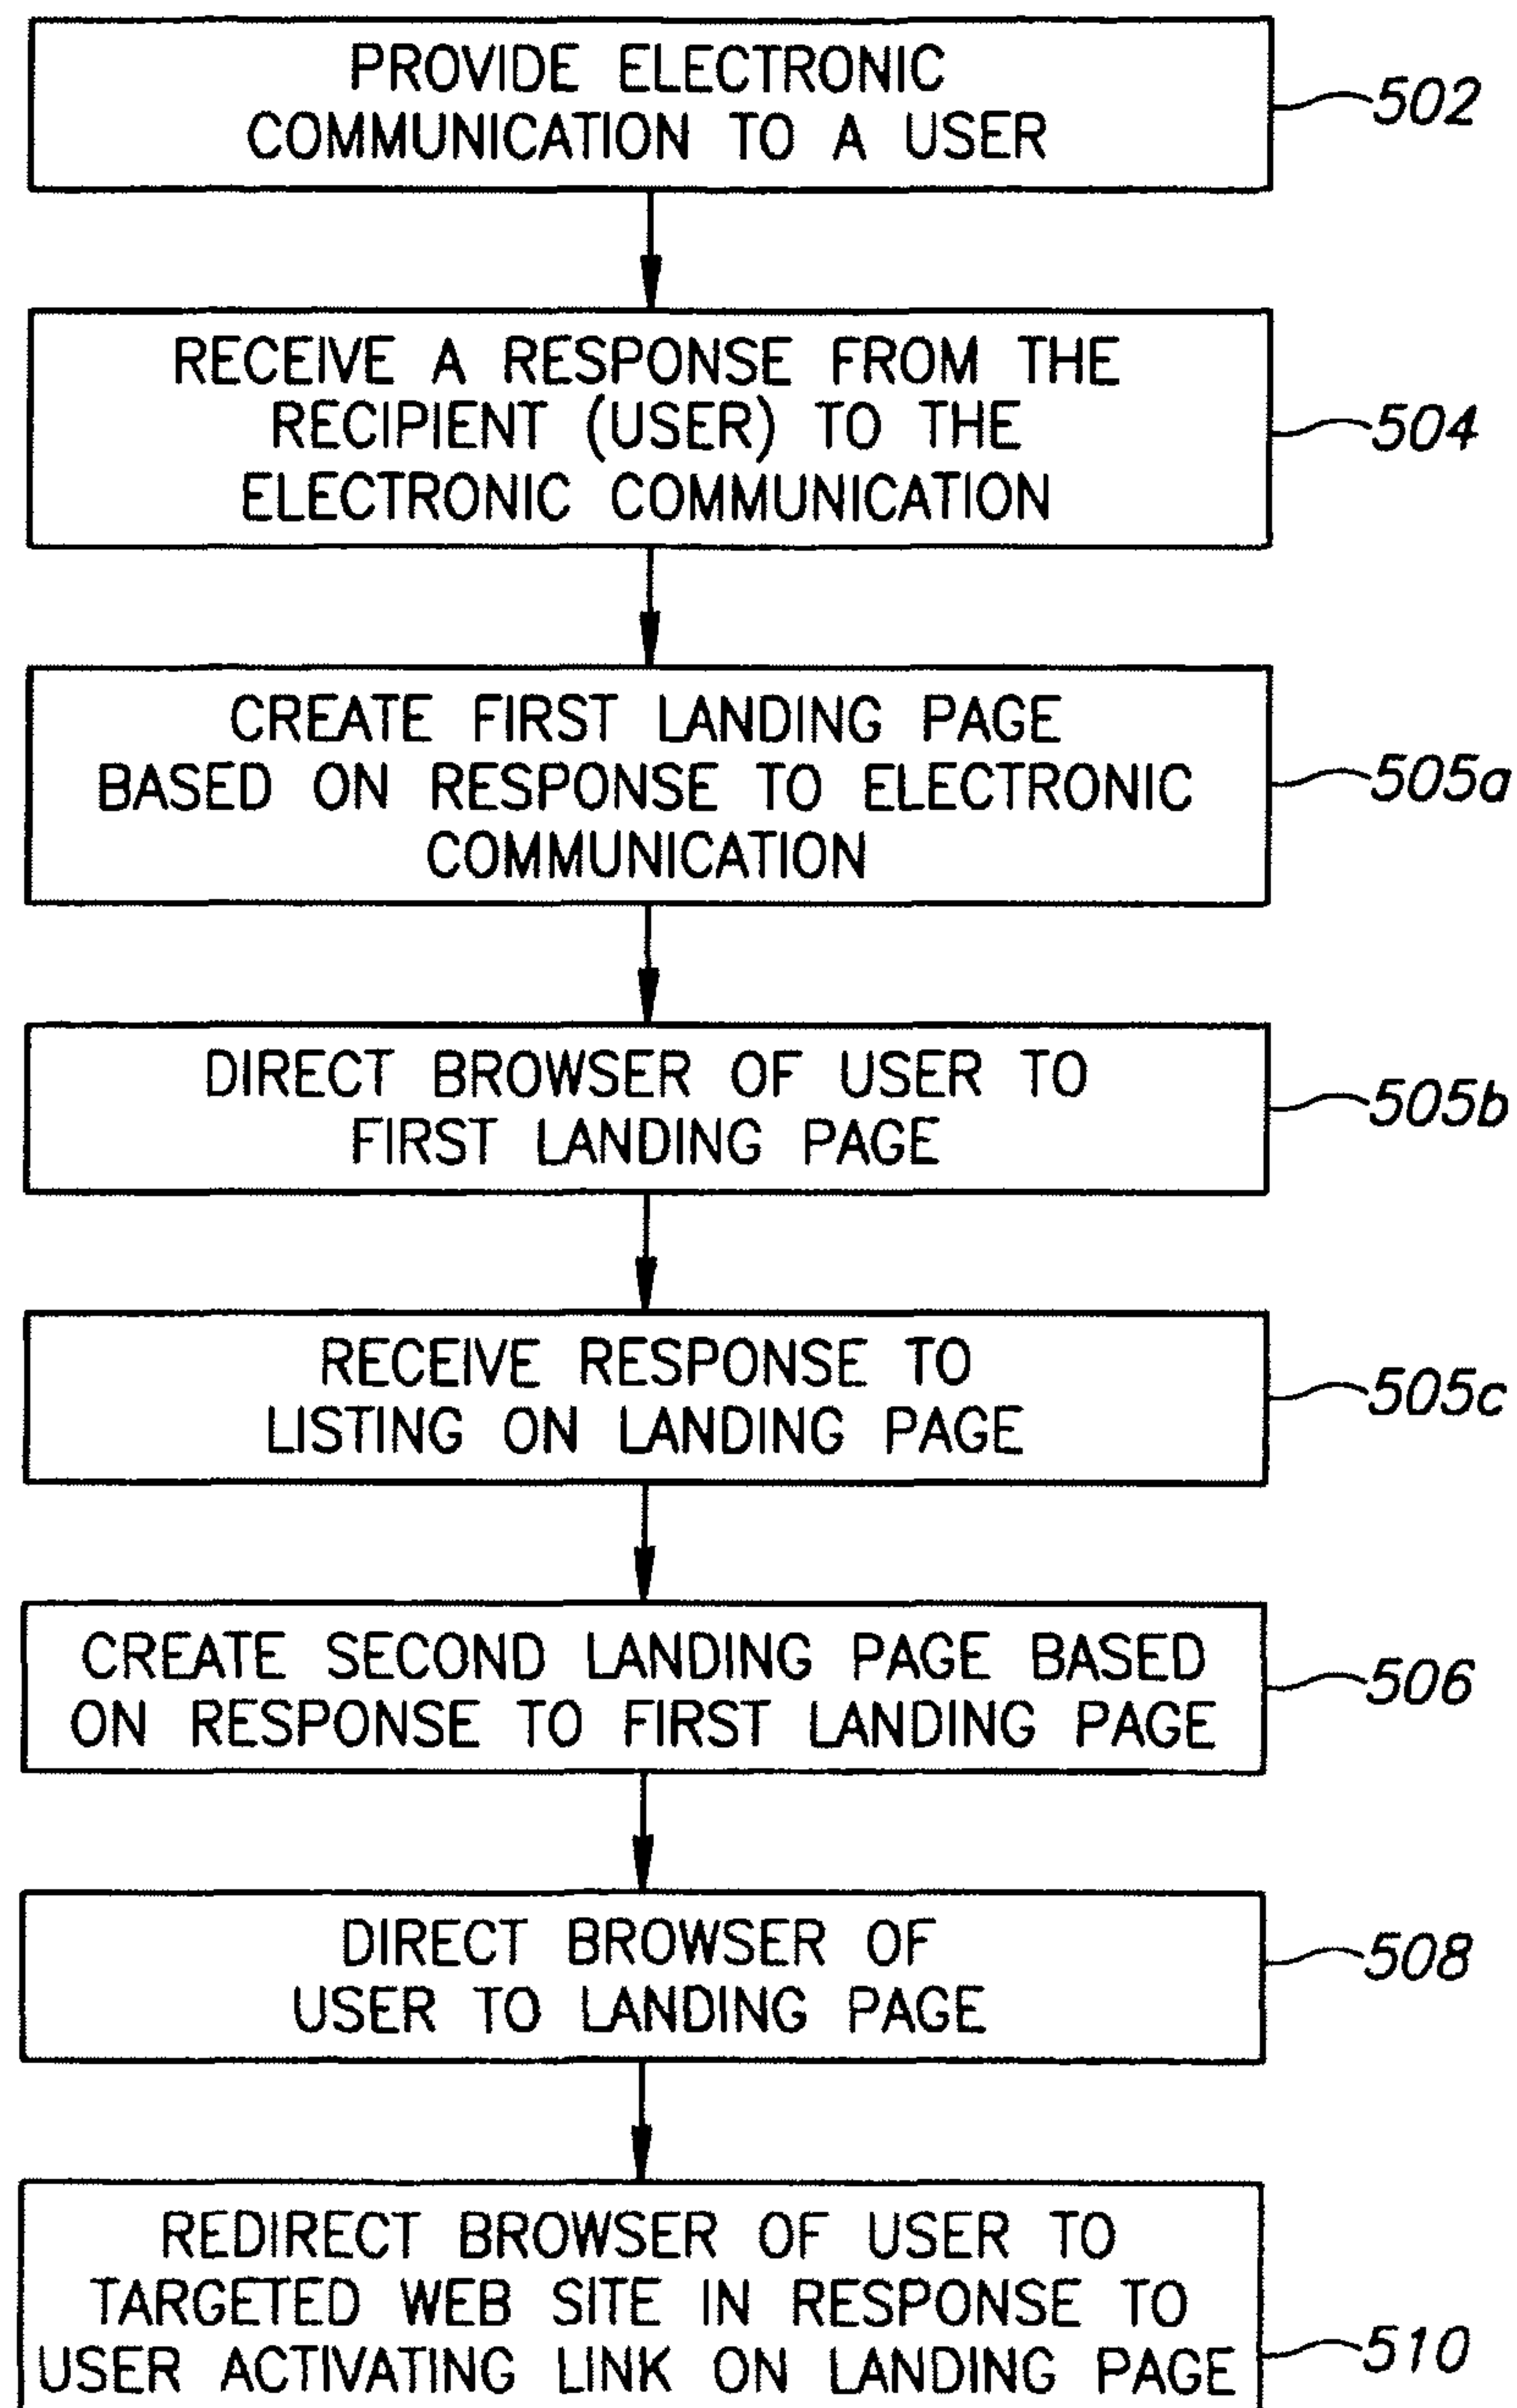 PROVIDE ELECTRONIC
COMMUNICATION TO A USER
502
RECEIVE A RESPONSE FROM THE
RECIPIENT (USER) TO THE
ELECTRONIC COMMUNICATION
504
CREATE FIRST LANDING PAGE
BASED ON RESPONSE TO ELECTRONIC
COMMUNICATION
505a
DIRECT BROWSER OF USER TO
FIRST LANDING PAGE
505b
RECEIVE RESPONSE TO
LISTING ON LANDING PAGE
505c
CREATE SECOND LANDING PAGE BASED
ON RESPONSE TO FIRST LANDING PAGE
506
DIRECT BROWSER OF
USER TO LANDING PAGE
508
REDIRECT BROWSER OF USER TO
TARGETED WEB SITE IN RESPONSE TO
USER ACTIVATING LINK ON LANDING PAGE
510